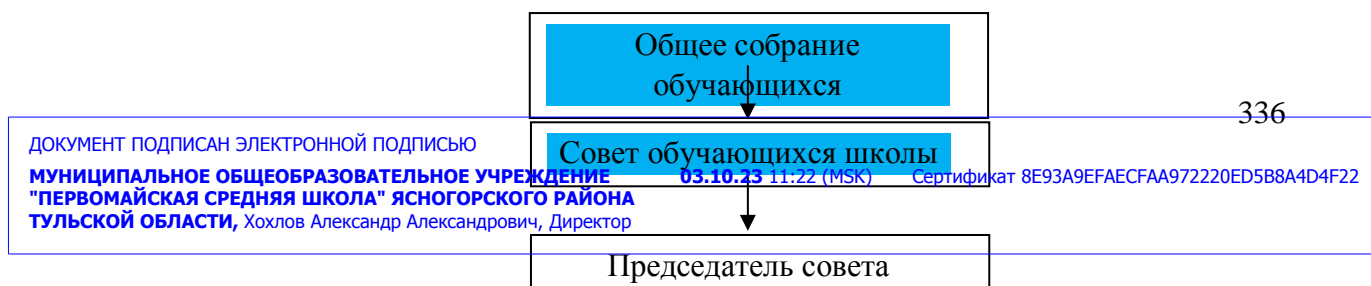 Общее собрание
обучающихся
336
ДОКУМЕНТ ПОДПИСАН ЭЛЕКТРОННОЙ ПОДПИСЬЮ
Совет обучающихся школы
МУНИЦИПАЛЬНОЕ ОБЩЕОБРАЗОВАТЕЛЬНОЕ УЧРЕЖДЕНИЕ 03.10.23 11:22 (MSK) Сертификат 8E93A9EFAECFAA972220ED5B8A4D4F22
"ПЕРВОМАЙСКАЯ СРЕДНЯЯ ШКОЛА" ЯСНОГОРСКОГО РАЙОНА
ТУЛЬСКОЙ ОБЛАСТИ, Хохлов Александр Александрович, Директор
Председатель совета